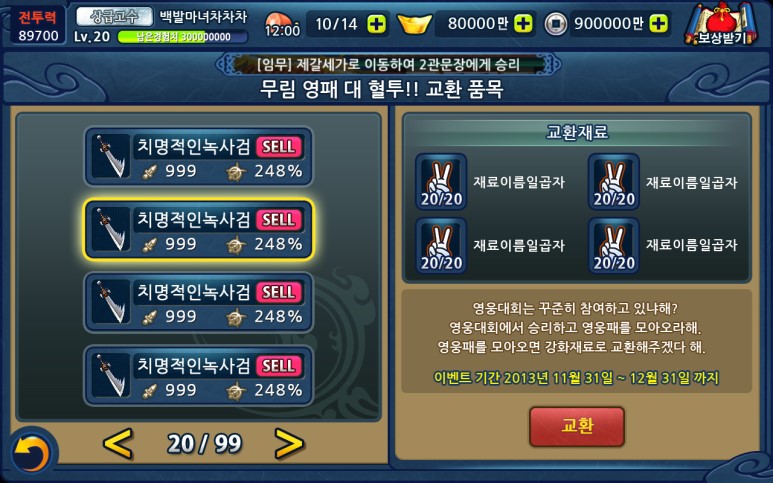 전투력
89700
상급고수 백발마녀차차차
Lv.20 남은경험치 300000000
12:00
10/14
80000만
900000만
보상받기
[임무] 제갈세가로 이동하여 2관문장에게 승리
무림 영패 대 혈투!! 교환 품목
치명적인녹사검 SELL
999 248%
치명적인녹사검 SELL
999 248%
치명적인녹사검 SELL
999 248%
치명적인녹사검 SELL
999 248%
20 / 99
교환재료
20/20 재료이름일곱자
20/20 재료이름일곱자
20/20 재료이름일곱자
20/20 재료이름일곱자
영웅대회는 꾸준히 참여하고 있냐해?
영웅대회에서 승리하고 영웅패를 모아오라해.
영웅패를 모아오면 강화재료로 교환해주겠다 해.
이벤트 기간 2013년 11월 31일 ~ 12월 31일 까지
교환